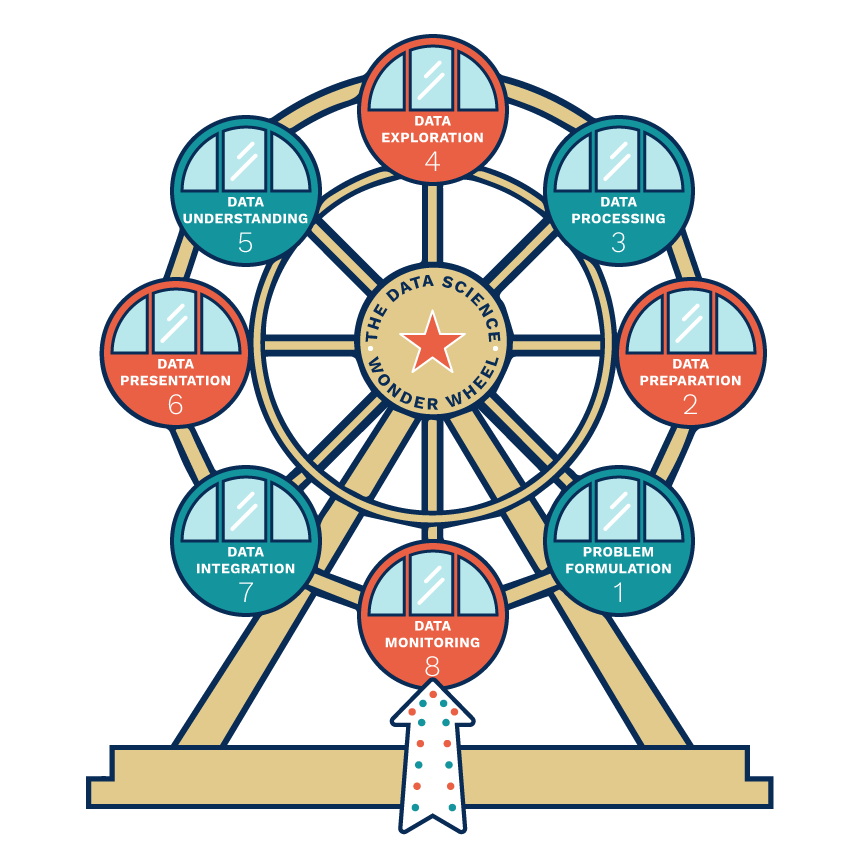 DATA
EXPLORATION
4
DATA
UNDERSTANDING
5
DATA
PROCESSING
3
THE DATA SCIENCE
WONDER WHEEL
DATA
PRESENTATION
6
DATA
PREPARATION
2
DATA
INTEGRATION
7
PROBLEM
FORMULATION
1
DATA
MONITORING
8